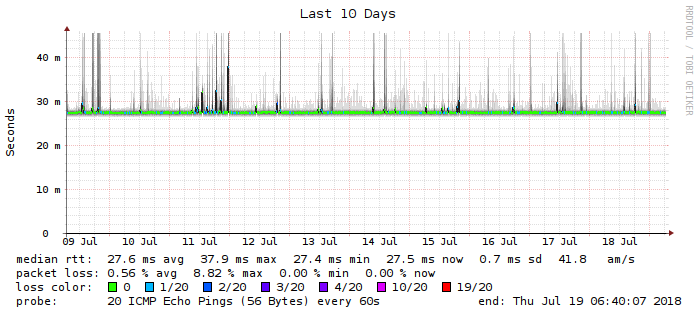 Last 10 Days
RRDTOOL / TOBI OETIKER
Seconds
40 m
30 m
20 m
10 m
0
09 Jul 10 Jul 11 Jul 12 Jul 13 Jul 14 Jul 15 Jul 16 Jul 17 Jul 18 Jul
median rtt: 27.6 ms avg 37.9 ms max 27.4 ms min 27.5 ms now 0.7 ms sd 41.8 am/s
packet loss: 0.56 % avg 8.82 % max 0.00 % min 0.00 % now
loss color: 0 1/20 2/20 3/20 4/20 10/20 19/20
probe: 20 ICMP Echo Pings (56 Bytes) every 60s end: Thu Jul 19 06:40:07 2018